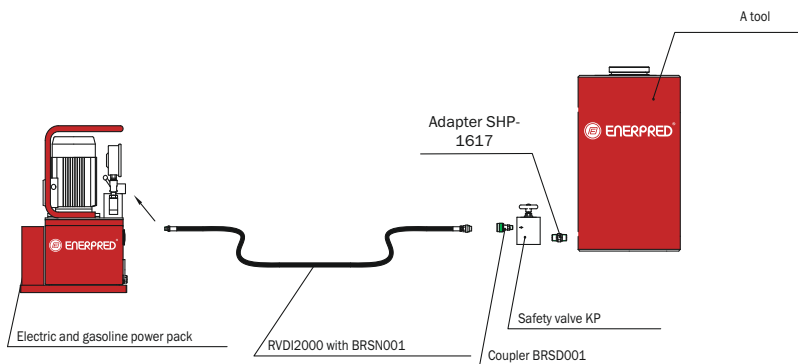 A tool
Adapter SHP-
1617
ENERPRED®
ENERPRED®
Safety valve KP
Electric and gasoline power pack
RVDI2000 with BRSN001
Coupler BRSD001